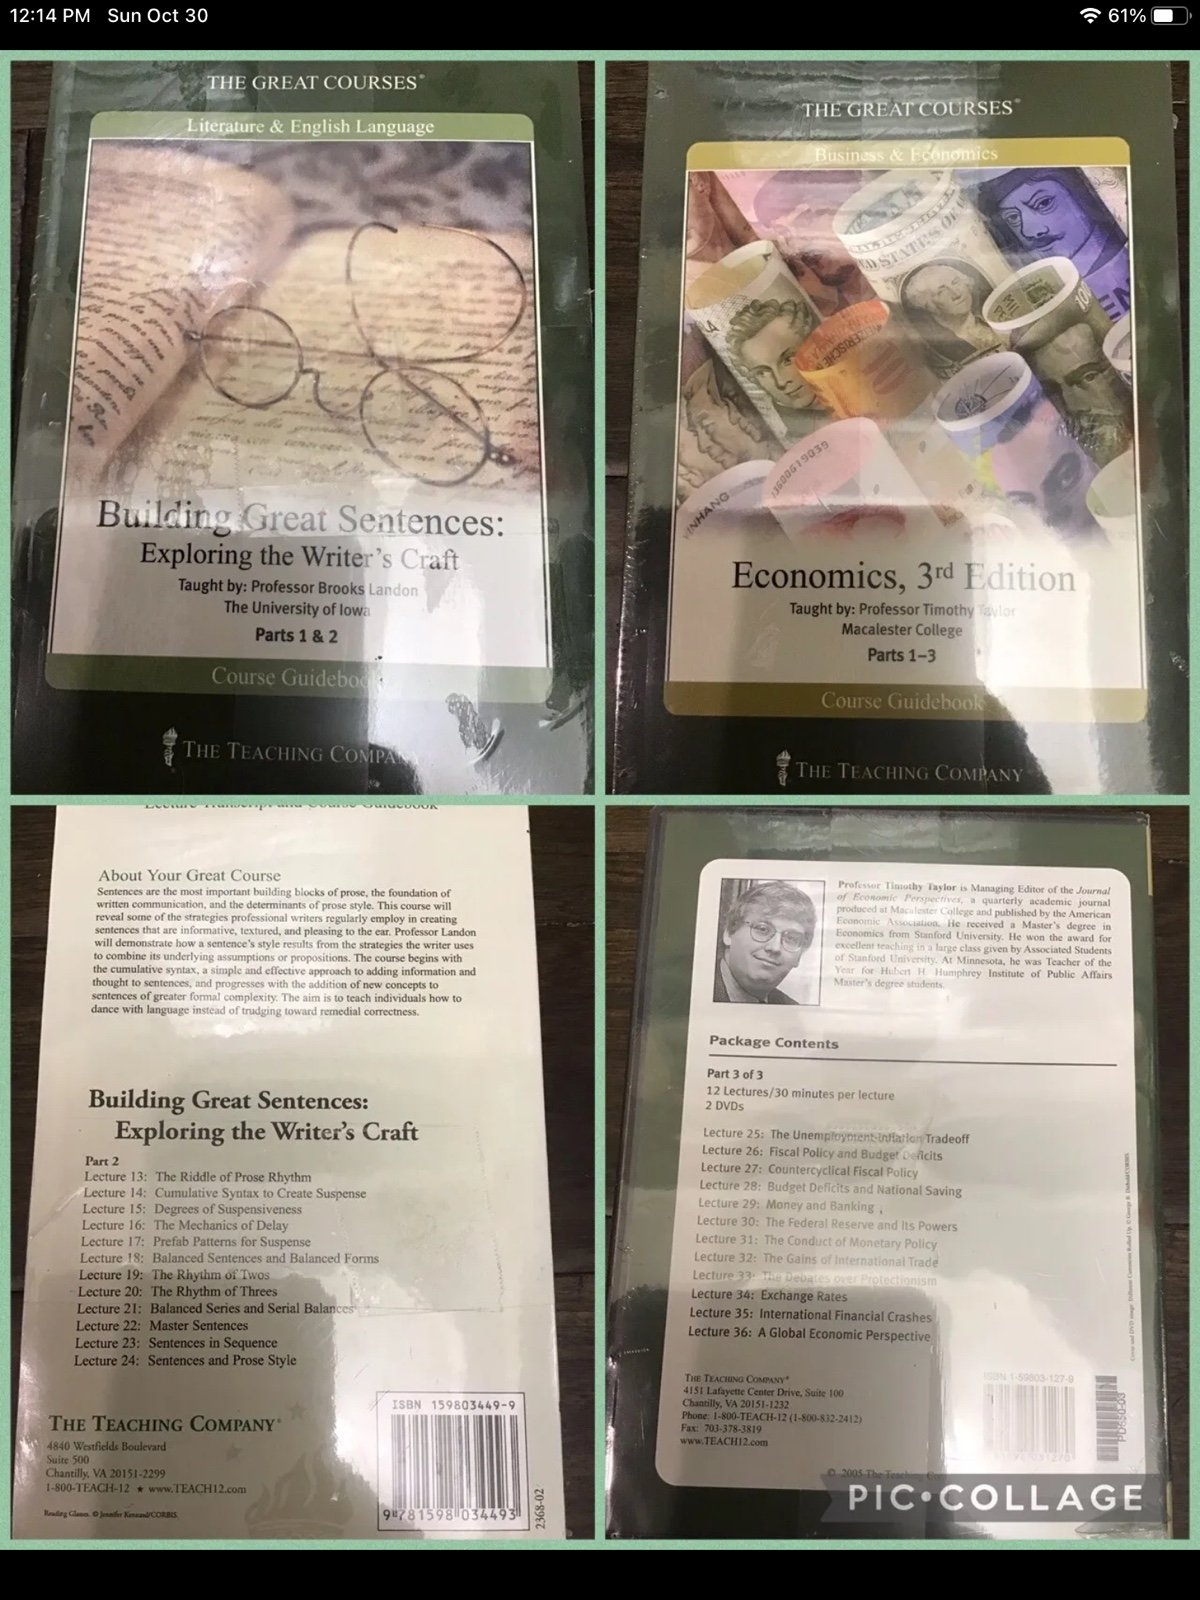 12:14 PM Sun Oct 30
61%
THE GREAT COURSES®
Literature & English Language
Building Great Sentences:
Exploring the Writer's Craft
Taught by: Professor Brooks Landon
The University of Iowa
Parts 1 & 2
Course Guidebook
THE TEACHING COMPANY
THE GREAT COURSES®
Business & Economics
Economics, 3rd Edition
Taught by: Professor Timothy Taylor
Macalester College
Parts 1–3
Course Guidebook
THE TEACHING COMPANY
Lecture Transcript and Course Guidebook
About Your Great Course
Sentences are the most important building blocks of prose, the foundation of
written communication, and the determinants of prose style. This course will
reveal some of the strategies professional writers regularly employ in creating
sentences that are informative, textured, and pleasing to the ear. Professor Landon
will demonstrate how a sentence's style results from the strategies the writer uses
to combine its underlying assumptions or propositions. The course begins with
the cumulative syntax, a simple and effective approach to adding information and
thought to sentences, and progresses with the addition of new concepts to
sentences of greater formal complexity. The aim is to teach individuals how to
dance with language instead of trudging toward remedial correctness.
Building Great Sentences:
Exploring the Writer's Craft
Part 2
Lecture 13: The Riddle of Prose Rhythm
Lecture 14: Cumulative Syntax to Create Suspense
Lecture 15: Degrees of Suspensiveness
Lecture 16: The Mechanics of Delay
Lecture 17: Prefab Patterns for Suspense
Lecture 18: Balanced Sentences and Balanced Forms
Lecture 19: The Rhythm of Twos
Lecture 20: The Rhythm of Threes
Lecture 21: Balanced Series and Serial Balances
Lecture 22: Master Sentences
Lecture 23: Sentences in Sequence
Lecture 24: Sentences and Prose Style
THE TEACHING COMPANY®
4840 Westfields Boulevard
Suite 500
Chantilly, VA 20151-2299
1-800-TEACH-12 ★ www.TEACH12.com
Reading Glasses. © Jennifer Kennard/CORBIS.
ISBN 159803449-9
9 781598 034493
2368-02
Professor Timothy Taylor is Managing Editor of the Journal
of Economic Perspectives, a quarterly academic journal
produced at Macalester College and published by the American
Economic Association. He received a Master's degree in
Economics from Stanford University. He won the award for
excellent teaching in a large class given by Associated Students
of Stanford University. At Minnesota, he was Teacher of the
Year for Hubert H. Humphrey Institute of Public Affairs
Master's degree students.
Package Contents
Part 3 of 3
12 Lectures/30 minutes per lecture
2 DVDs
Lecture 25: The Unemployment-Inflation Tradeoff
Lecture 26: Fiscal Policy and Budget Deficits
Lecture 27: Countercyclical Fiscal Policy
Lecture 28: Budget Deficits and National Saving
Lecture 29: Money and Banking
Lecture 30: The Federal Reserve and Its Powers
Lecture 31: The Conduct of Monetary Policy
Lecture 32: The Gains of International Trade
Lecture 33: The Debates over Protectionism
Lecture 34: Exchange Rates
Lecture 35: International Financial Crashes
Lecture 36: A Global Economic Perspective
THE TEACHING COMPANY®
4151 Lafayette Center Drive, Suite 100
Chantilly, VA 20151-1232
Phone: 1-800-TEACH-12 (1-800-832-2412)
Fax: 703-378-3819
www.TEACH12.com
ISBN 1-59803-127-9
© 2005 The Teaching
PIC•COLLAGE